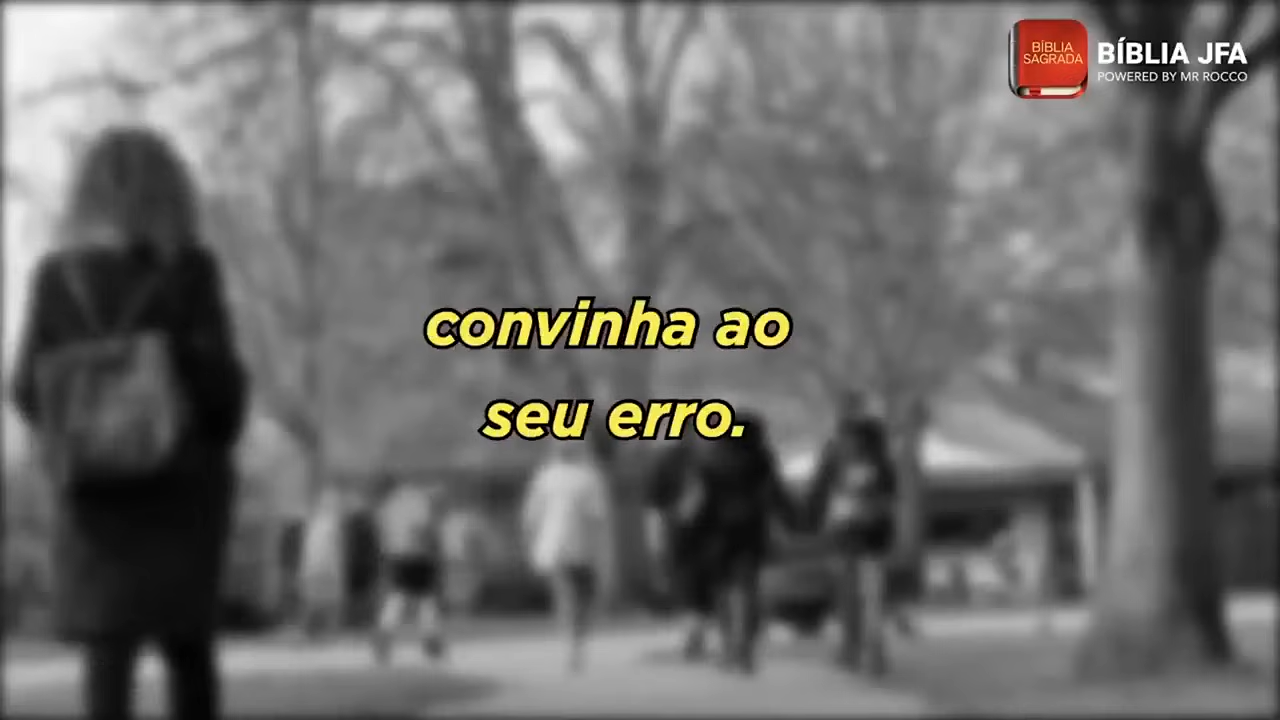 BÍBLIA
SAGRADA
BÍBLIA JFA
POWERED BY MR ROCCO
convinha ao
seu erro.